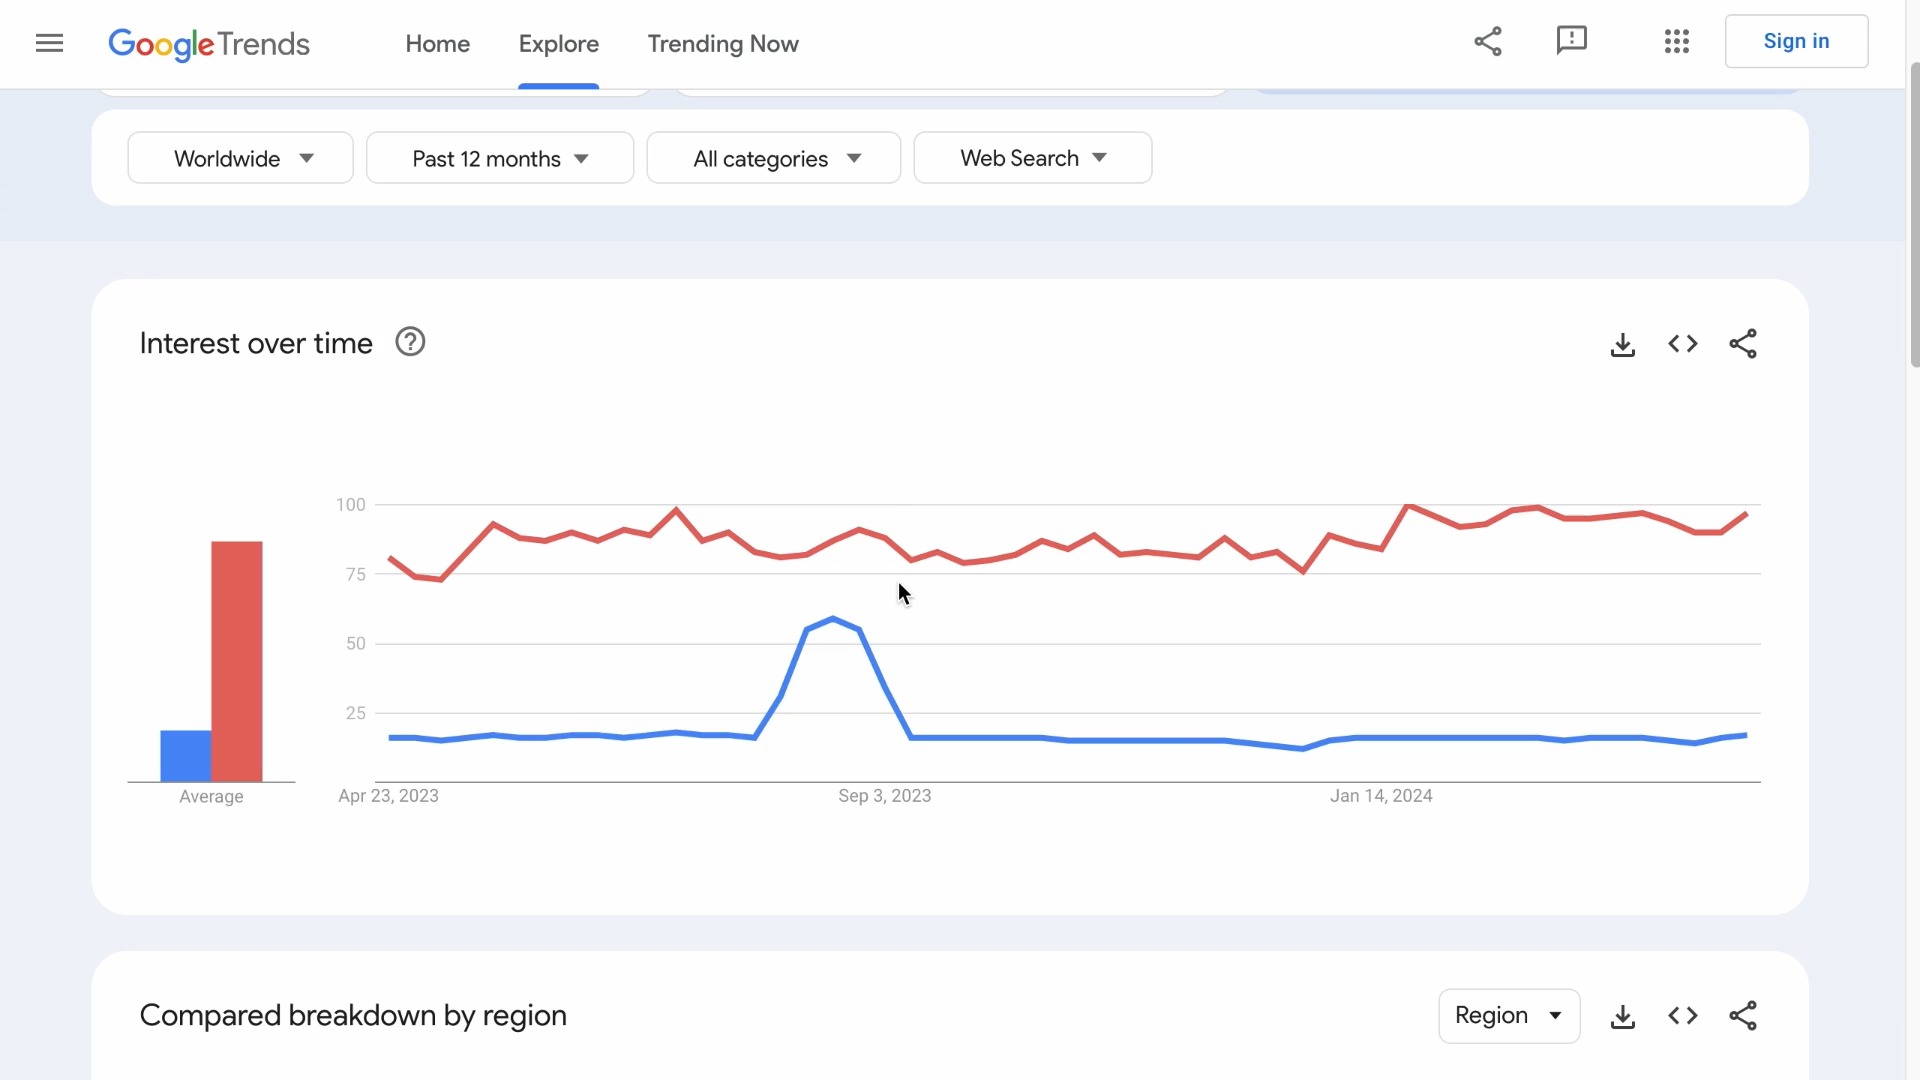 Google Trends
Home
Explore
Trending Now
Sign in
Worldwide
Past 12 months
All categories
Web Search
Interest over time
100
75
50
25
Average
Apr 23, 2023
Sep 3, 2023
Jan 14, 2024
Compared breakdown by region
Region